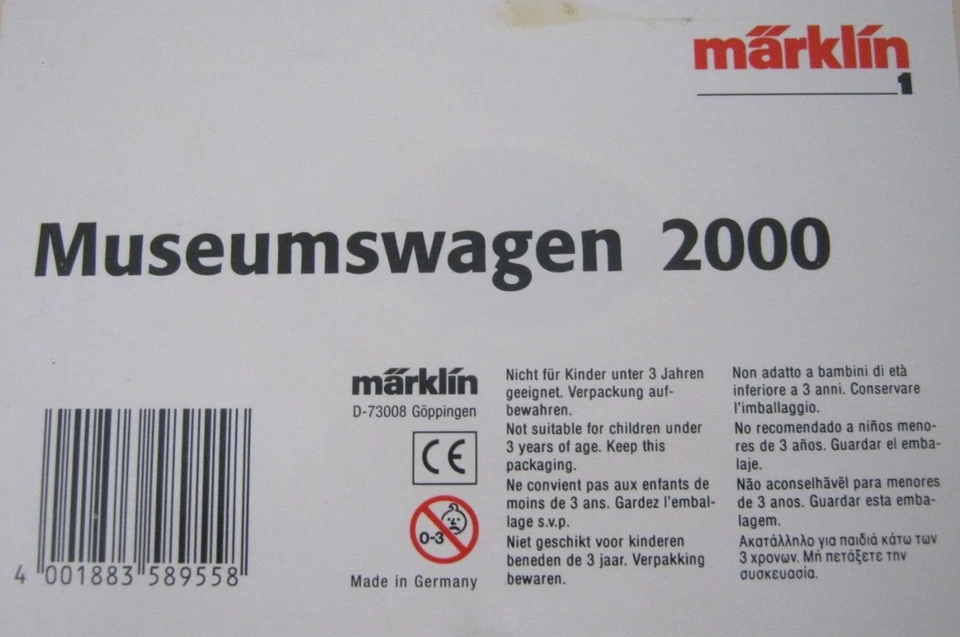 märklín
1
Museumswagen 2000
märklín
D-73008 Göppingen
CE
0-3
Made in Germany
4 001883 589558
Nicht für Kinder unter 3 Jahren
geeignet. Verpackung auf-
bewahren.
Not suitable for children under
3 years of age. Keep this
packaging.
Ne convient pas aux enfants de
moins de 3 ans. Gardez l'embal-
lage s.v.p.
Niet geschikt voor kinderen
beneden de 3 jaar. Verpakking
bewaren.
Non adatto a bambini di età
inferiore a 3 anni. Conservare
l'imballaggio.
No recomendado a niños meno-
res de 3 años. Guardar el emba-
laje.
Não aconselhãvël para menores
de 3 anos. Guardar esta emba-
lagem.
Ακατάλληλο για παιδιά κάτω των
3 χρονων. Μή πετάξετε την
συσκευασία.